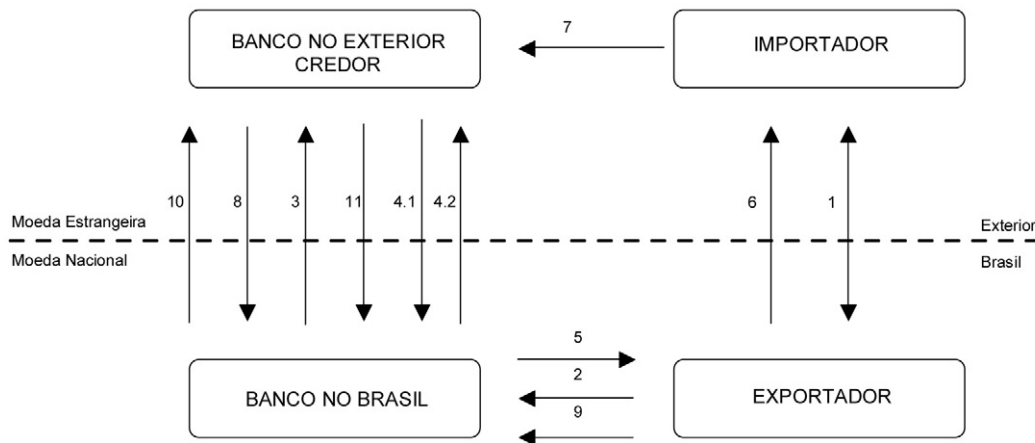 7
BANCO NO EXTERIOR
CREDOR
IMPORTADOR
10
8
3
11
4.1
4.2
6
1
Moeda Estrangeira
Exterior
Moeda Nacional
Brasil
5
2
9
BANCO NO BRASIL
EXPORTADOR